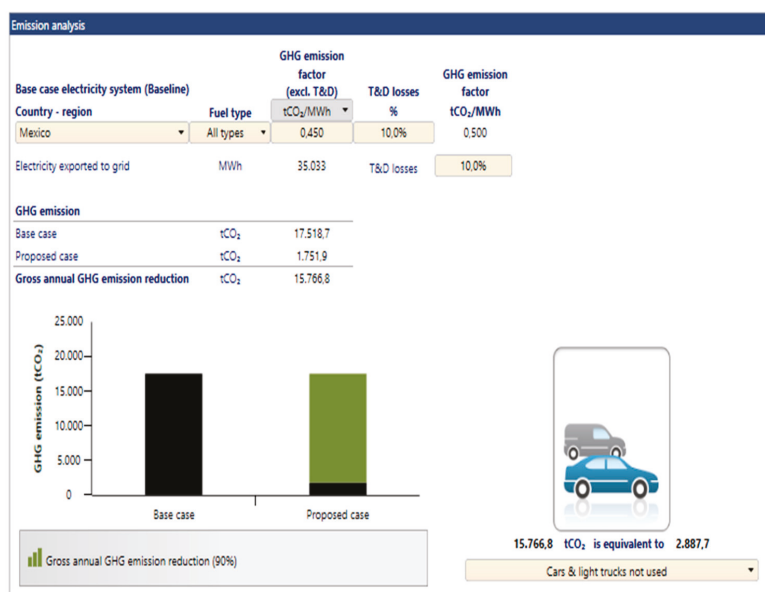 Emission analysis
GHG emission
factor
(excl. T&D)
T&D losses
GHG emission
factor
Base case electricity system (Baseline)
Country - region
Fuel type
tCO₂/MWh
%
tCO₂/MWh
Mexico
All types
0,450
10,0%
0,500
Electricity exported to grid MWh 35.033 T&D losses 10,0%
GHG emission
Base case tCO₂ 17.518,7
Proposed case tCO₂ 1.751,9
Gross annual GHG emission reduction tCO₂ 15.766,8
25.000
20.000
15.000
10.000
5.000
0
GHG emission (tCO₂)
Base case Proposed case
Gross annual GHG emission reduction (90%)
15.766,8 tCO₂ is equivalent to 2.887,7
Cars & light trucks not used